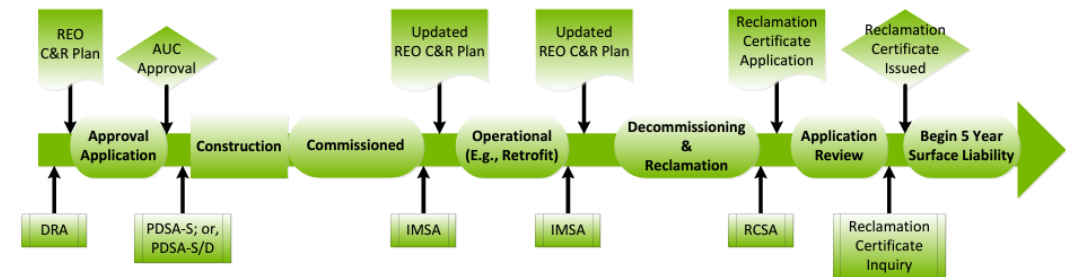 REO
C&R Plan
AUC
Approval
Updated
REO C&R Plan
Updated
REO C&R Plan
Reclamation
Certificate
Application
Reclamation
Certificate
Issued
Approval
Application
Construction
Commissioned
Operational
(E.g., Retrofit)
Decommissioning
&
Reclamation
Application
Review
Begin 5 Year
Surface Liability
DRA
PDSA-S; or,
PDSA-S/D
IMSA
IMSA
RCSA
Reclamation
Certificate
Inquiry